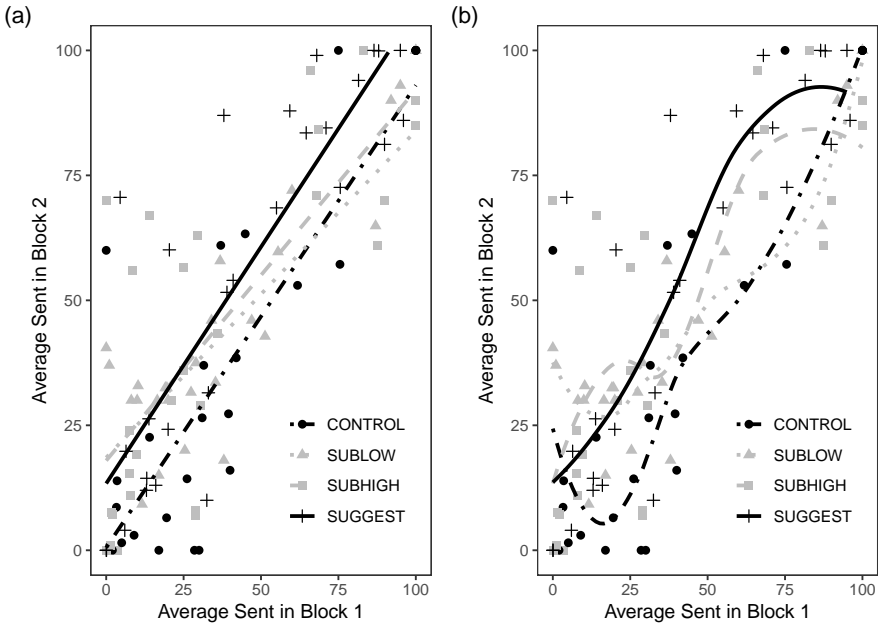 (a)
100
75
50
25
0
Average Sent in Block 2
0 25 50 75 100
Average Sent in Block 1
CONTROL
SUBLOW
SUBHIGH
SUGGEST
(b)
100
75
50
25
0
Average Sent in Block 2
0 25 50 75 100
Average Sent in Block 1
CONTROL
SUBLOW
SUBHIGH
SUGGEST